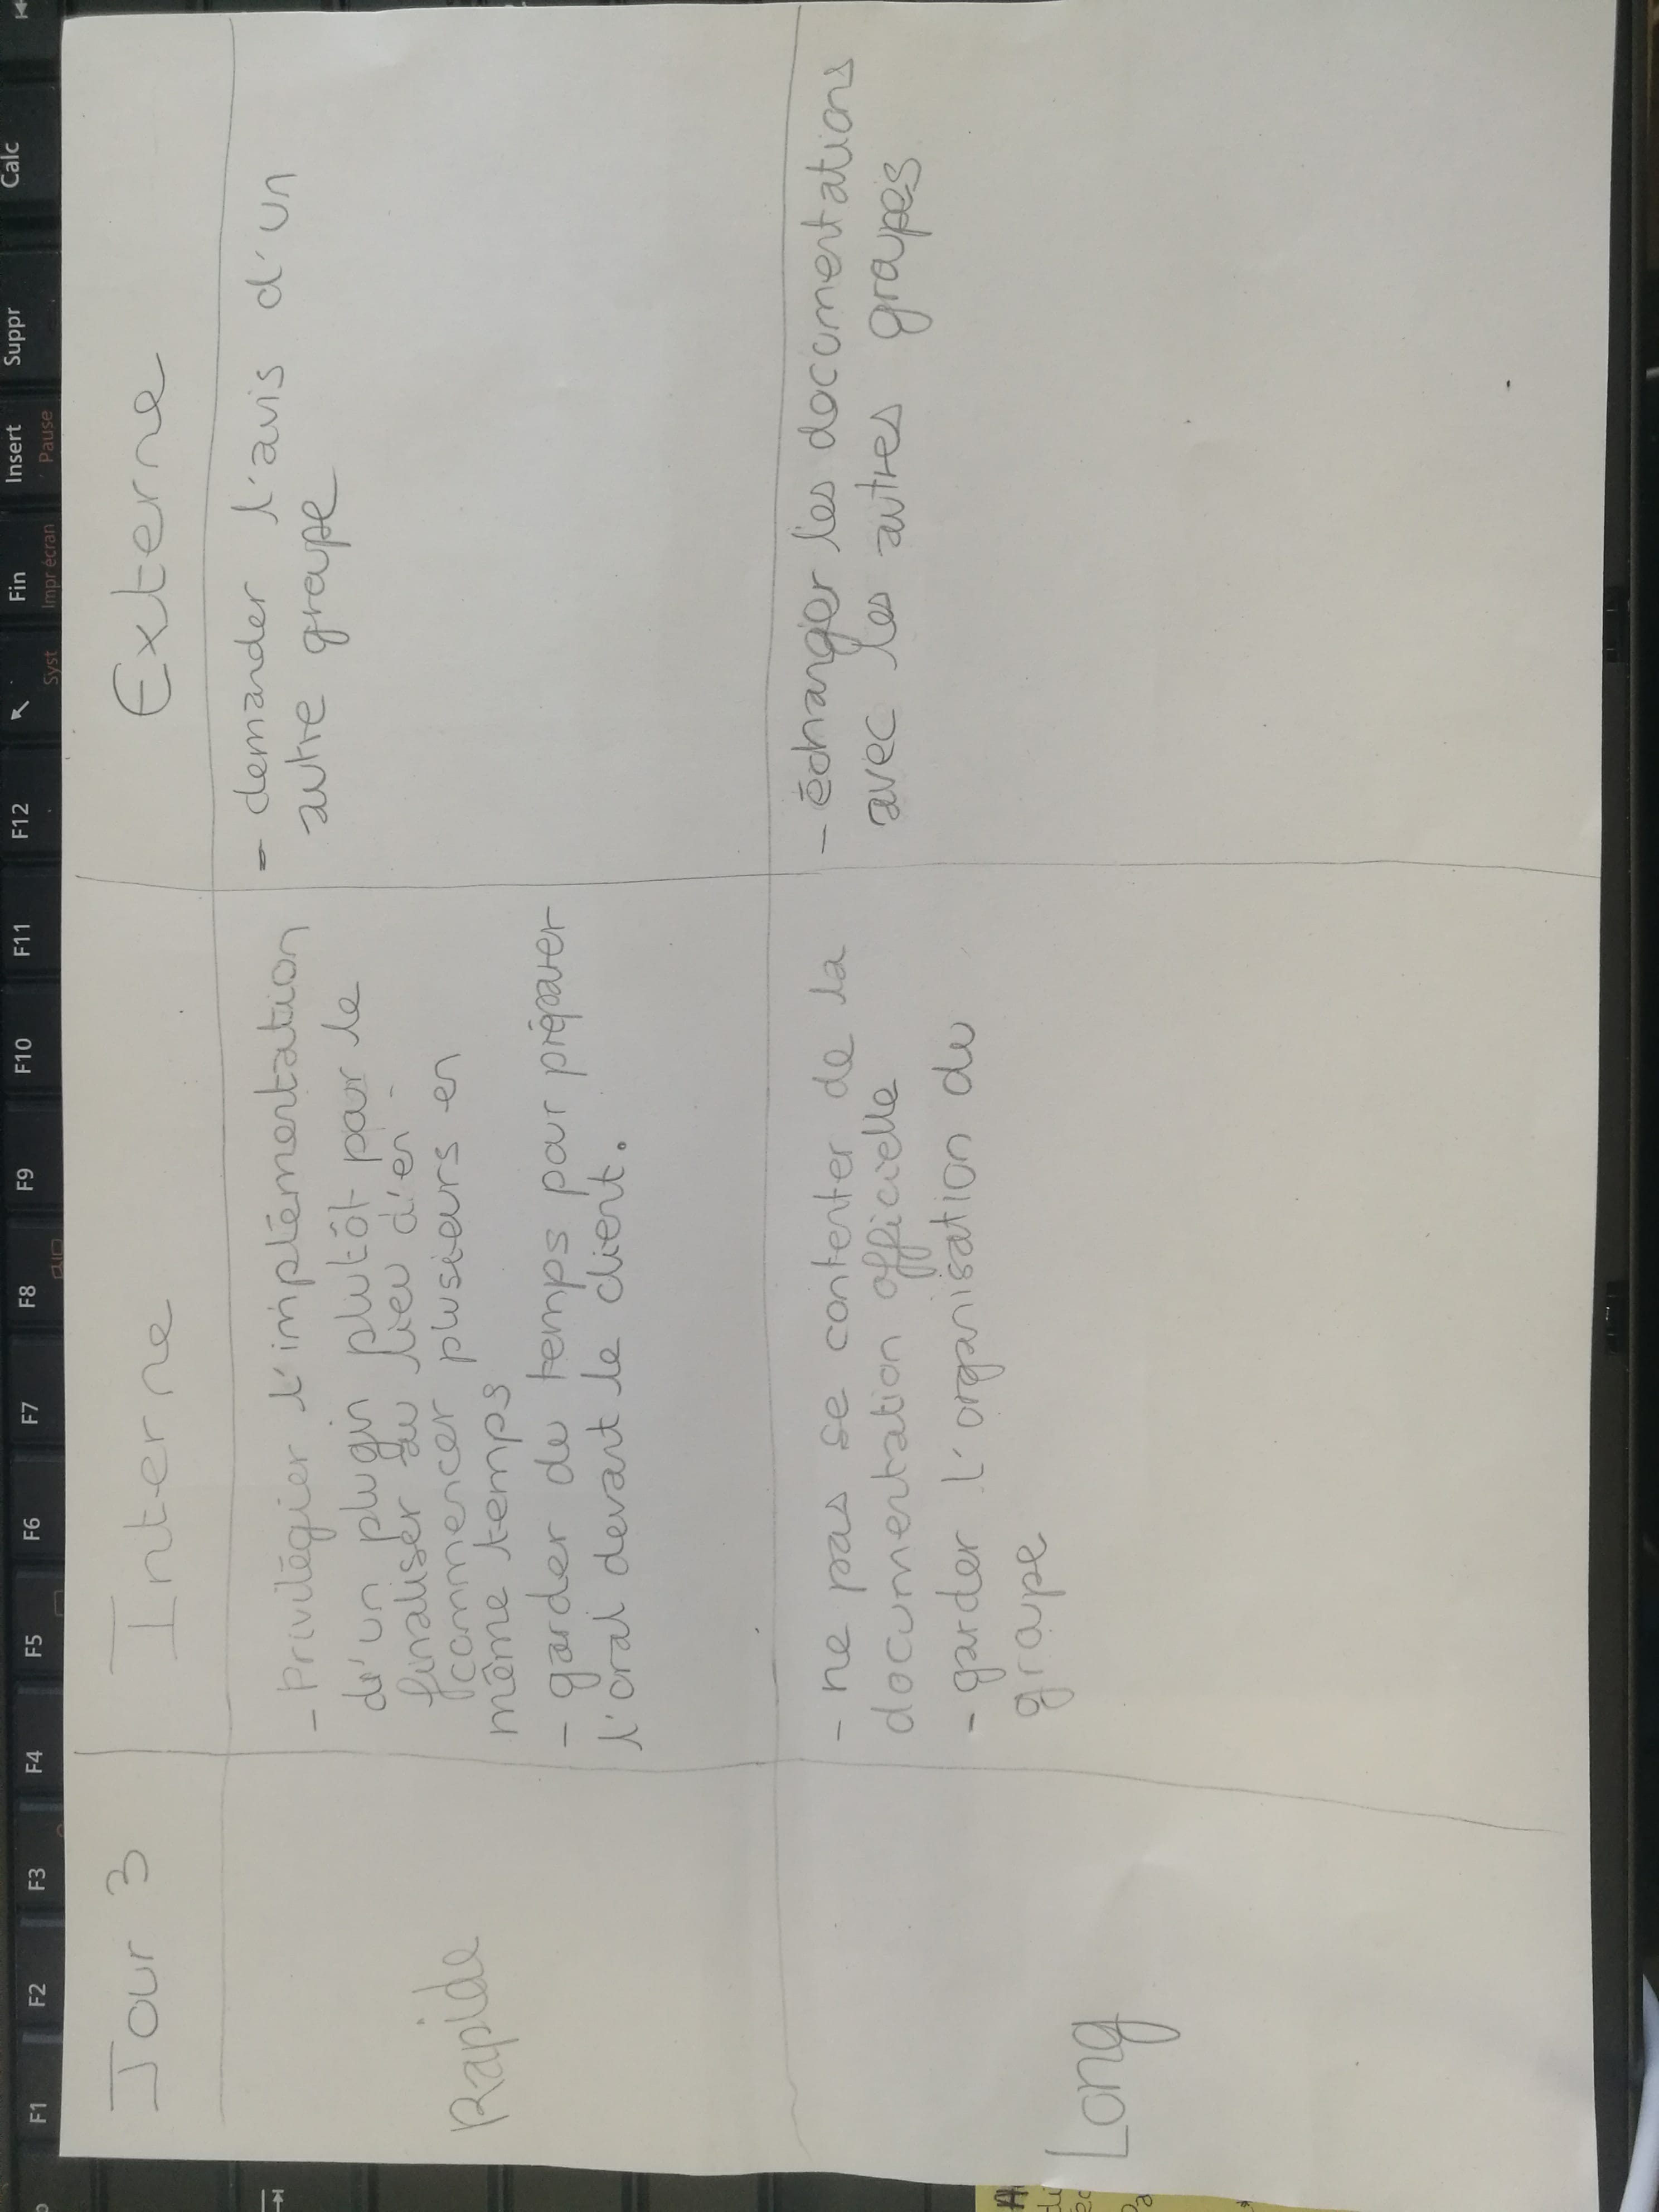 Jour 3
Interne
Externe
Rapide
- Privilégier l'implémentation
d'un plugin plutôt par le
finaliser au lieu d'en
commencer plusieurs en
même temps
- garder du temps pour préparer
l'oral devant le client.
- demander l'avis d'un
autre groupe
Long
- ne pas se contenter de la
documentation officielle
- garder l'organisation du
groupe
- échanger les documentations
avec les autres groupes
F1
F2
F3
F4
F5
F6
F7
F8
F9
F10
F11
F12
↖
Syst
Fin
Impr écran
Insert
Pause
Suppr
Calc